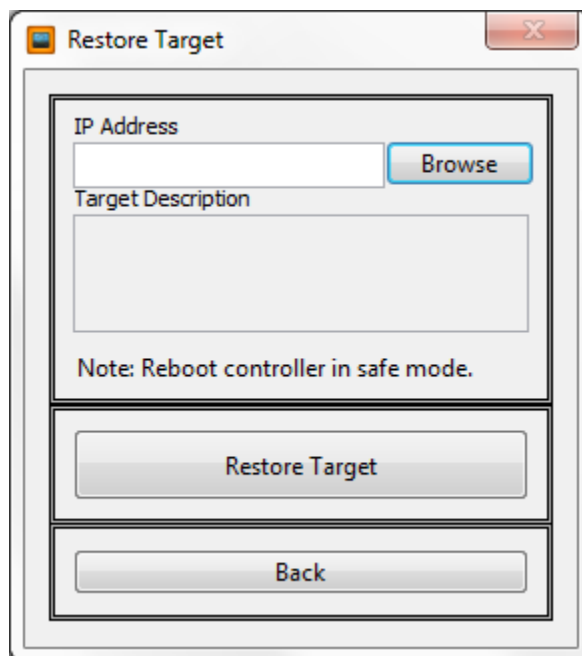 Restore Target
IP Address
Browse
Target Description
Note: Reboot controller in safe mode.
Restore Target
Back